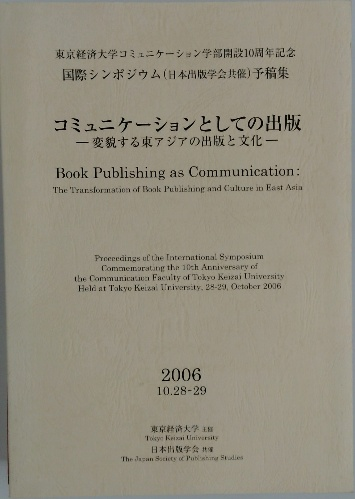 東京経済大学コミュニケーション学部開設10周年記念
国際シンポジウム(日本出版学会共催)予稿集
コミュニケーションとしての出版
―変貌する東アジアの出版と文化―
Book Publishing as Communication:
The Transformation of Book Publishing and Culture in East Asia
Proceedings of the International Symposium
Commemorating the 10th Anniversary of
the Communication Faculty of Tokyo Keizai University
Held at Tokyo Keizai University, 28-29, October 2006
2006
10.28-29
東京経済大学 主催
Tokyo Keizai University
日本出版学会 共催
The Japan Society of Publishing Studies